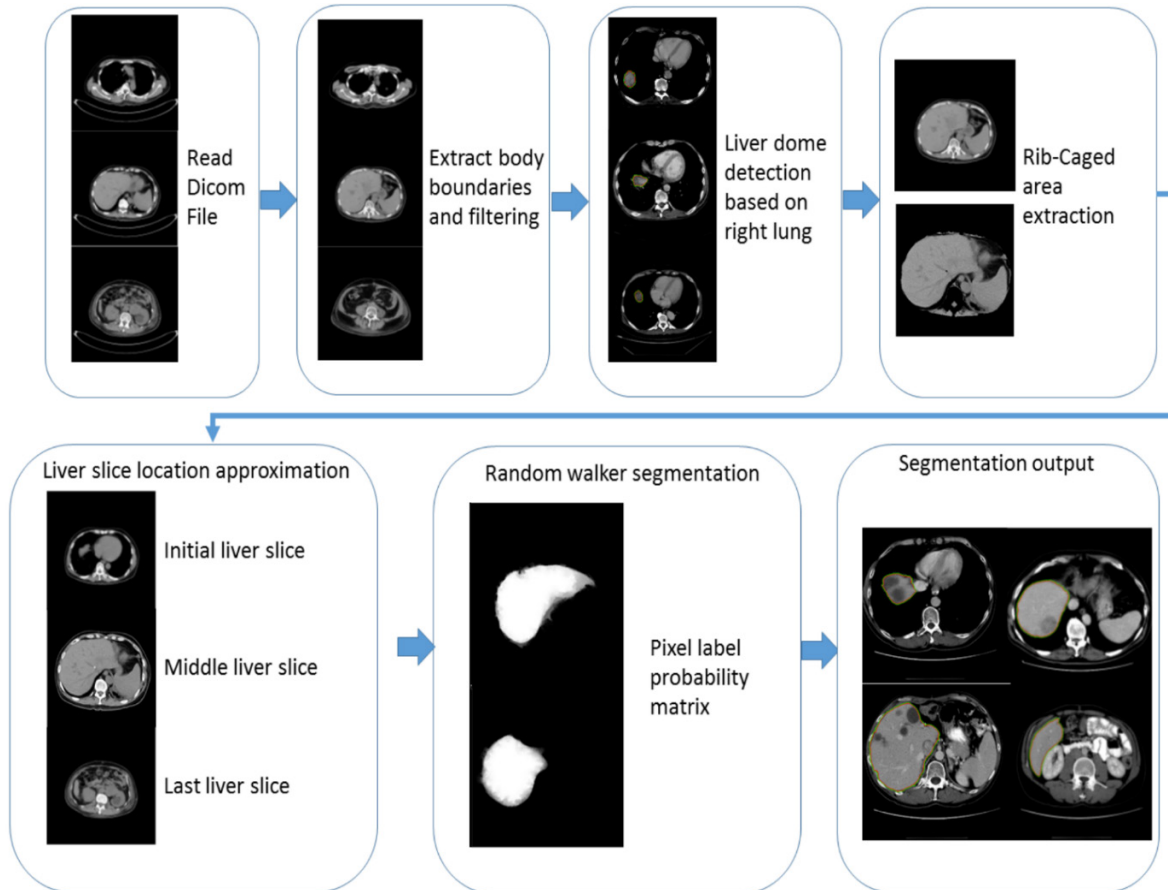 Read
Dicom
File
Extract body
boundaries
and filtering
Liver dome
detection
based on
right lung
Rib-Caged
area
extraction
Liver slice location approximation
Initial liver slice
Middle liver slice
Last liver slice
Random walker segmentation
Pixel label
probability
matrix
Segmentation output